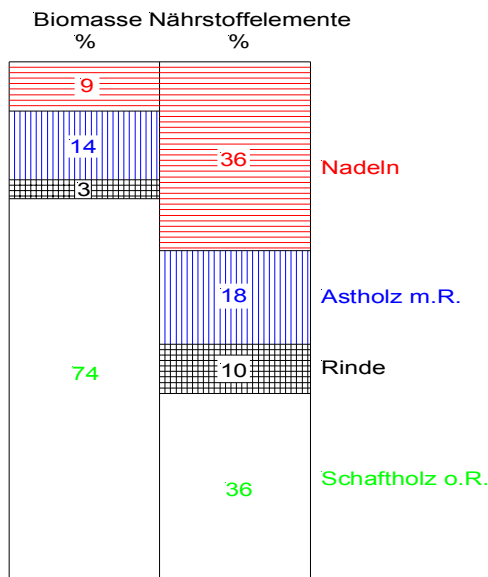 Biomasse Nährstoffelemente
% %
9
14
36
Nadeln
3
18
Astholz m.R.
74
10
Rinde
36
Schaftholz o.R.